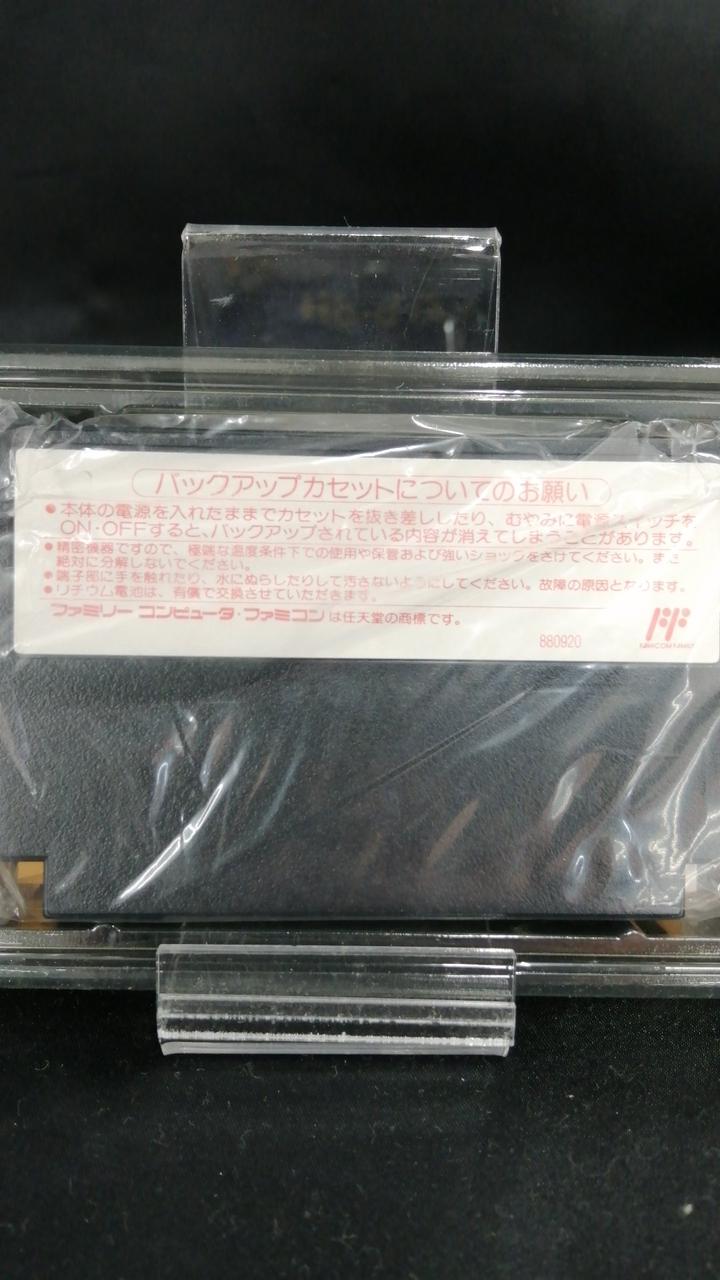 バックアップカセットについてのお願い
●本体の電源を入れたままでカセットを抜き差ししたり、むやみに電源スイッチを
ON・OFFすると、バックアップされている内容が消えてしまうことがあります。
●精密機器ですので、極端な温度条件下での使用や保管および強いショックをさけてください。また
絶対に分解しないでください。
●端子部に手を触れたり、水にぬらしたりして汚さないようにしてください。故障の原因となります。
●リチウム電池は、有償で交換させていただきます。
ファミリーコンピュータ・ファミコンは任天堂の商標です。
880920
FAMICOM FAMILY